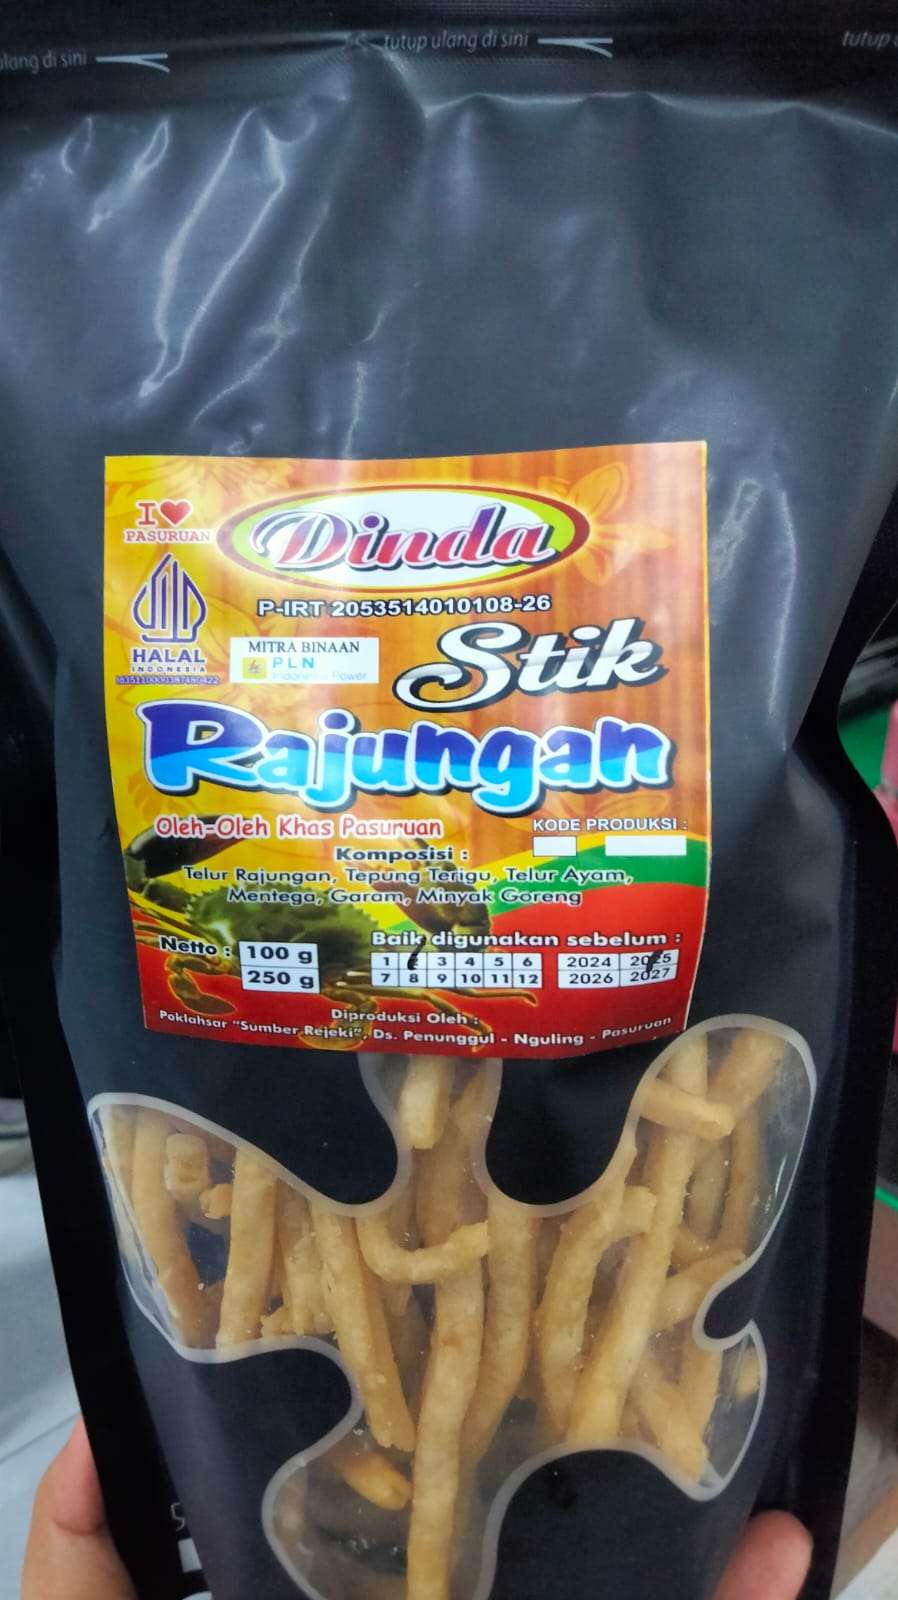 ulang di sini
tutup ulang di sini
tutup
I ❤
PASURUAN
Dinda
P-IRT 2053514010108-26
HALAL
INDONESIA
MITRA BINAAN
PLN
Indonesia Power
Stik
Rajungan
Oleh-Oleh Khas Pasuruan
KODE PRODUKSI :
Komposisi :
Telur Rajungan, Tepung Terigu, Telur Ayam,
Mentega, Garam, Minyak Goreng
Netto : 100 g
250 g
Baik digunakan sebelum :
1 2 3 4 5 6 2024 2025
7 8 9 10 11 12 2026 2027
Diproduksi Oleh :
Poklahsar "Sumber Rejeki", Ds. Penunggul - Nguling - Pasuruan